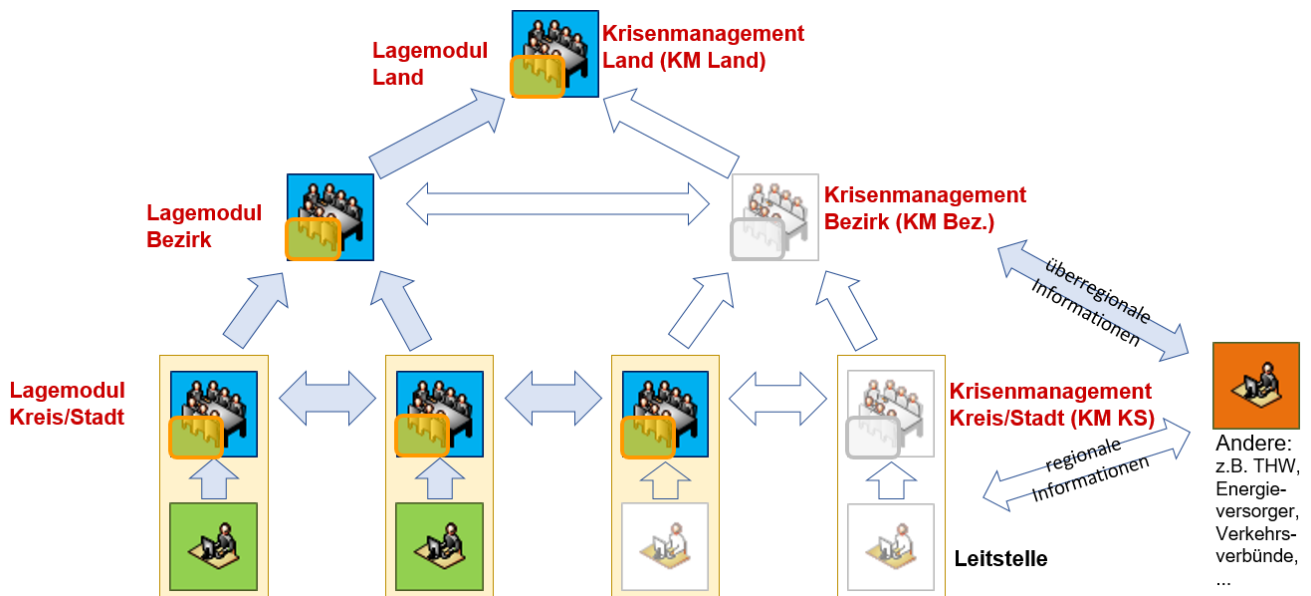 Lagemodul
Land
Krisenmanagement
Land (KM Land)
Lagemodul
Bezirk
Krisenmanagement
Bezirk (KM Bez.)
überregionale
Informationen
Lagemodul
Kreis/Stadt
Krisenmanagement
Kreis/Stadt (KM KS)
regionale
Informationen
Andere:
z.B. THW,
Energie-
versorger,
Verkehrs-
verbünde,
...
Leitstelle